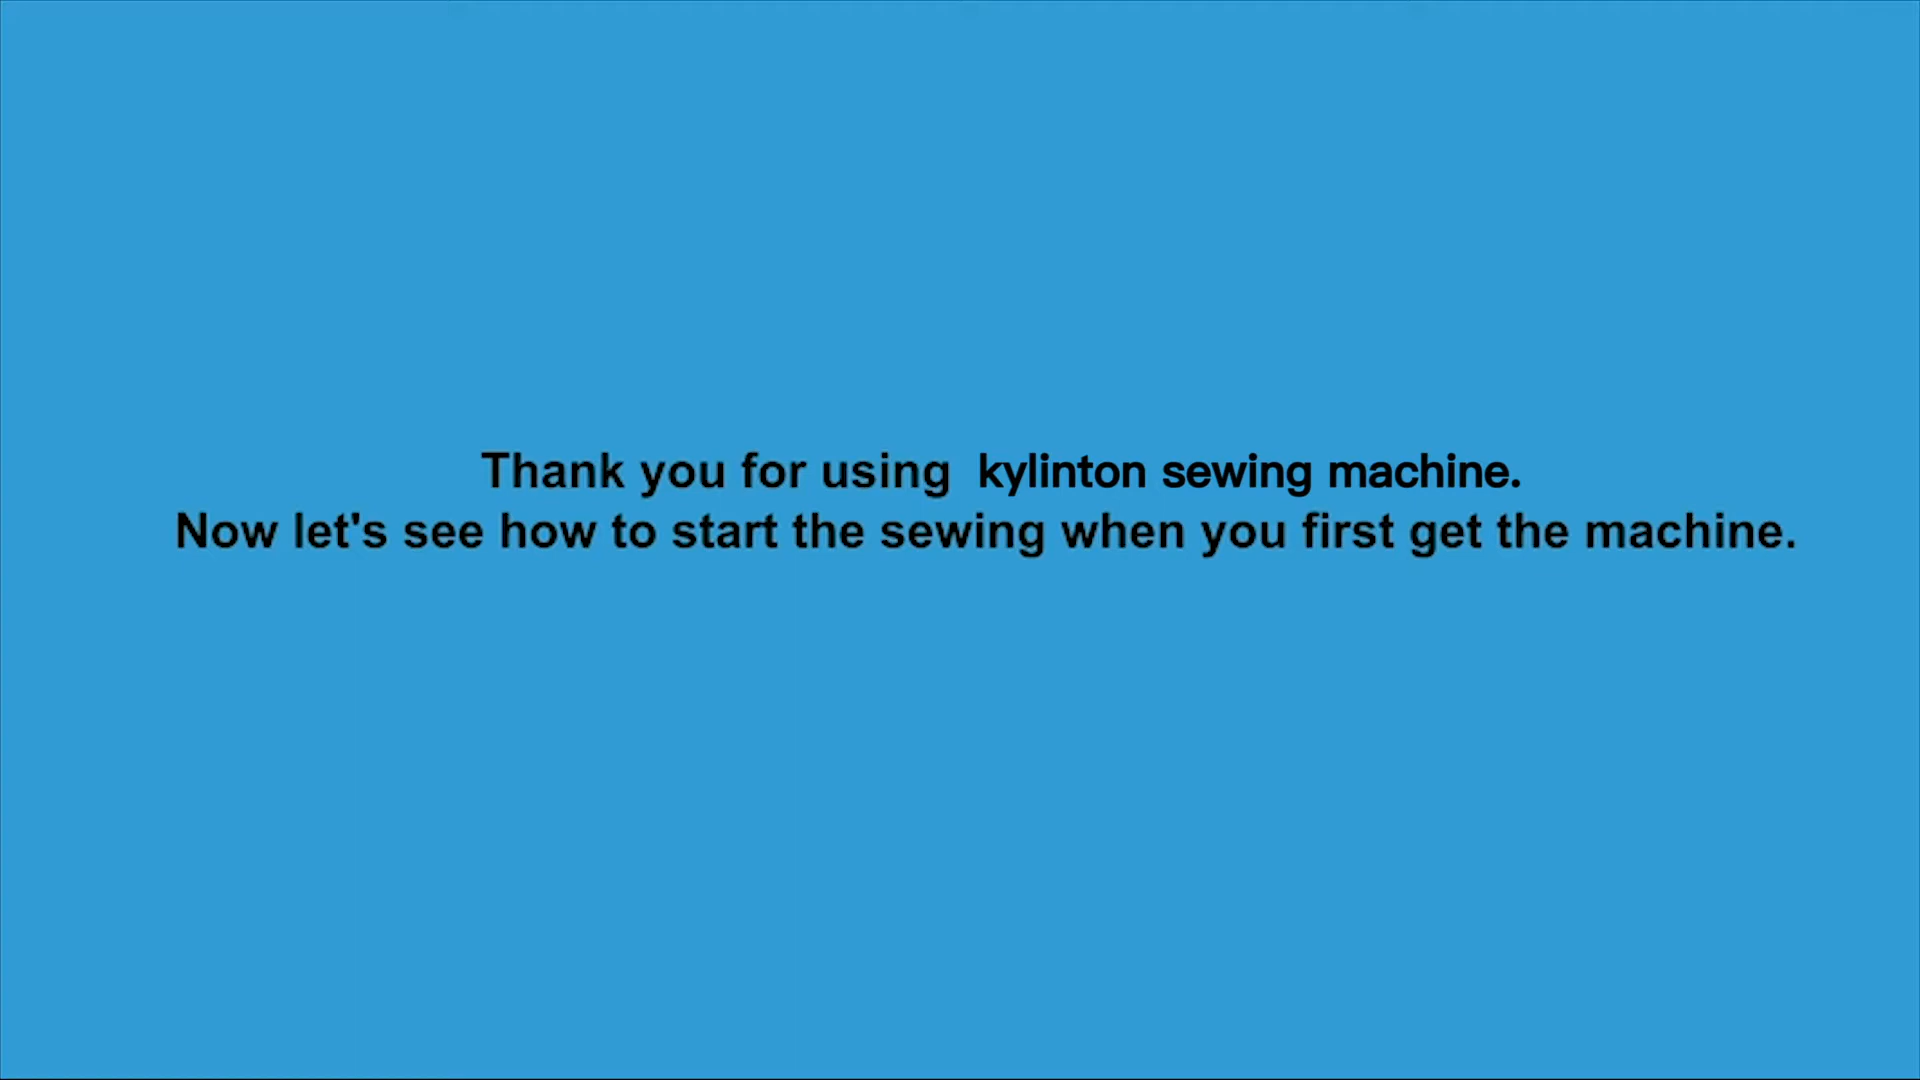 Thank you for using kylinton sewing machine.
Now let's see how to start the sewing when you first get the machine.